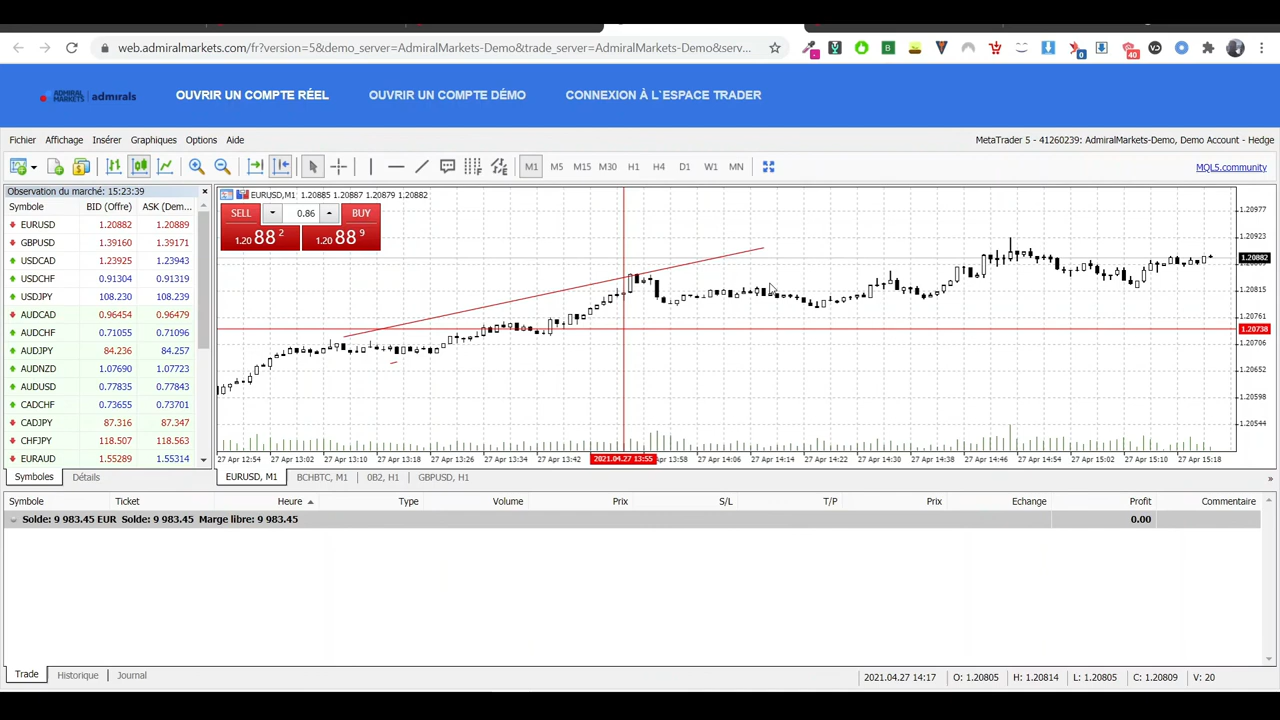 web.admiralmarkets.com/fr?version=5&demo_server=AdmiralMarkets-Demo&trade_server=AdmiralMarkets-Demo&serv...
0
40
ADMIRAL MARKETS admirals OUVRIR UN COMPTE RÉEL OUVRIR UN COMPTE DÉMO CONNEXION À L`ESPACE TRADER
Fichier Affichage Insérer Graphiques Options Aide MetaTrader 5 - 41260239: AdmiralMarkets-Demo, Demo Account - Hedge
M1 M5 M15 M30 H1 H4 D1 W1 MN MQL5.community
Observation du marché: 15:23:39
Symbole BID (Offre) ASK (Dem...
EURUSD 1.20882 1.20889
GBPUSD 1.39160 1.39171
USDCAD 1.23925 1.23943
USDCHF 0.91304 0.91319
USDJPY 108.230 108.239
AUDCAD 0.96454 0.96479
AUDCHF 0.71055 0.71096
AUDJPY 84.236 84.257
AUDNZD 1.07690 1.07723
AUDUSD 0.77835 0.77843
CADCHF 0.73655 0.73701
CADJPY 87.316 87.347
CHFJPY 118.507 118.563
EURAUD 1.55289 1.55314
Symboles Détails
EURUSD,M1 1.20885 1.20887 1.20879 1.20882
SELL 0.86 BUY
1.20 88 2 1.20 88 9
1.20977
1.20923
1.20882
1.20815
1.20761
1.20738
1.20706
1.20652
1.20598
1.20544
27 Apr 12:54 27 Apr 13:02 27 Apr 13:10 27 Apr 13:18 27 Apr 13:26 27 Apr 13:34 27 Apr 13:42 2021.04.27 13:55 pr 13:58 27 Apr 14:06 27 Apr 14:14 27 Apr 14:22 27 Apr 14:30 27 Apr 14:38 27 Apr 14:46 27 Apr 14:54 27 Apr 15:02 27 Apr 15:10 27 Apr 15:18
EURUSD, M1 BCHBTC, M1 0B2, H1 GBPUSD, H1
Symbole Ticket Heure Type Volume Prix S/L T/P Prix Echange Profit Commentaire
Solde: 9 983.45 EUR Solde: 9 983.45 Marge libre: 9 983.45 0.00
Trade Historique Journal 2021.04.27 14:17 O: 1.20805 H: 1.20814 L: 1.20805 C: 1.20809 V: 20